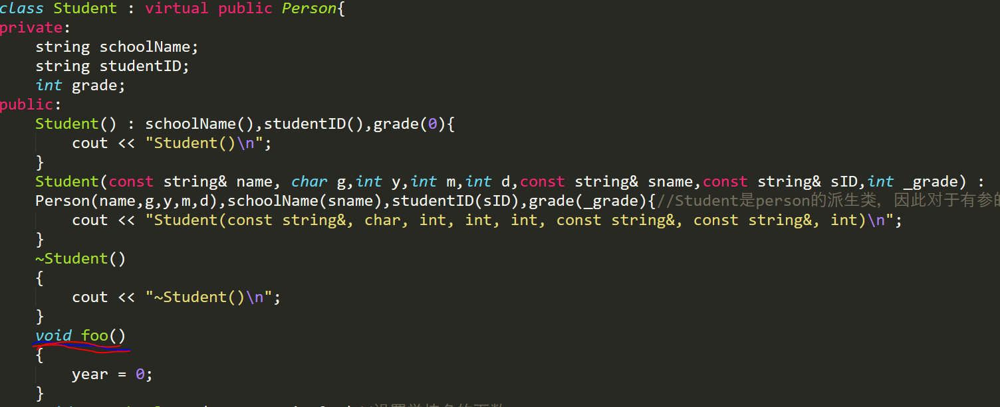 class Student : virtual public Person{
private:
    string schoolName;
    string studentID;
    int grade;
public:
    Student() : schoolName(),studentID(),grade(0){
        cout << "Student()\n";
    }
    Student(const string& name, char g,int y,int m,int d,const string& sname,const string& sID,int _grade) :
    Person(name,g,y,m,d),schoolName(sname),studentID(sID),grade(_grade){//Student是person的派生类, 因此对于有参的
        cout << "Student(const string&, char, int, int, int, const string&, const string&, int)\n";
    }
    ~Student()
    {
        cout << "~Student()\n";
    }
    void foo()
    {
        year = 0;
    }